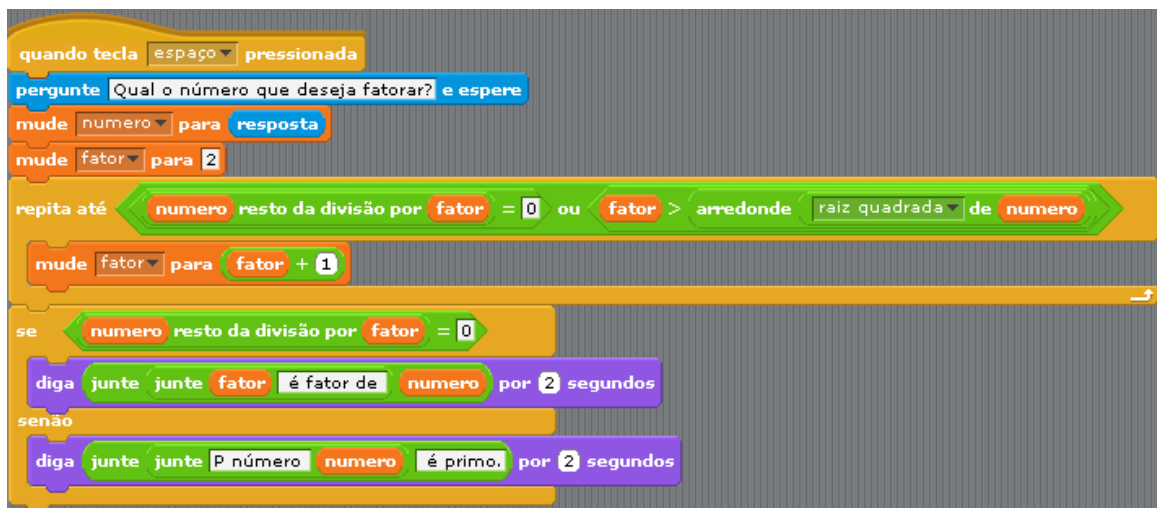 quando tecla espaço pressionada
pergunte Qual o número que deseja fatorar? e espere
mude numero para resposta
mude fator para 2
repita até numero resto da divisão por fator = 0 ou fator > arredonde raiz quadrada de numero
mude fator para fator + 1
se numero resto da divisão por fator = 0
diga junte junte fator é fator de numero por 2 segundos
senão
diga junte junte P número numero é primo. por 2 segundos